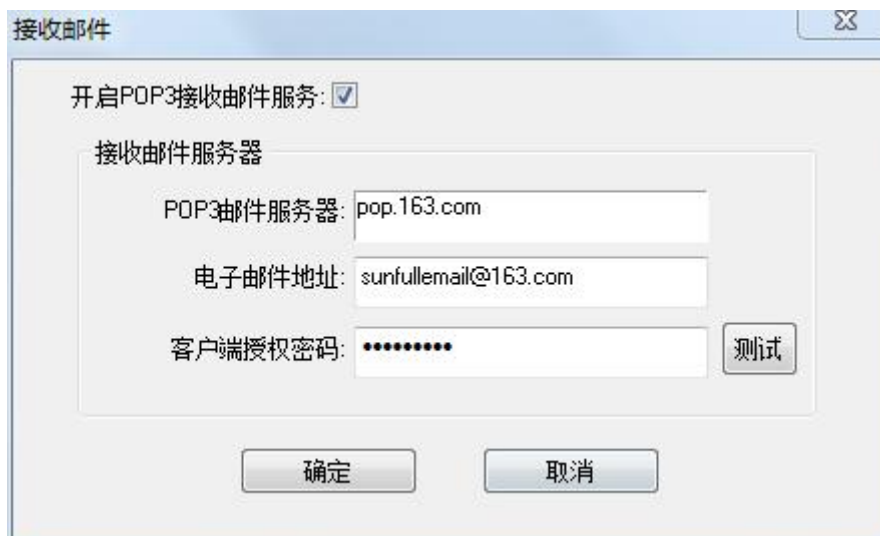 接收邮件
开启POP3接收邮件服务:
接收邮件服务器
POP3邮件服务器: pop.163.com
电子邮件地址: sunfullemail@163.com
客户端授权密码: ••••••••• 测试
确定 取消